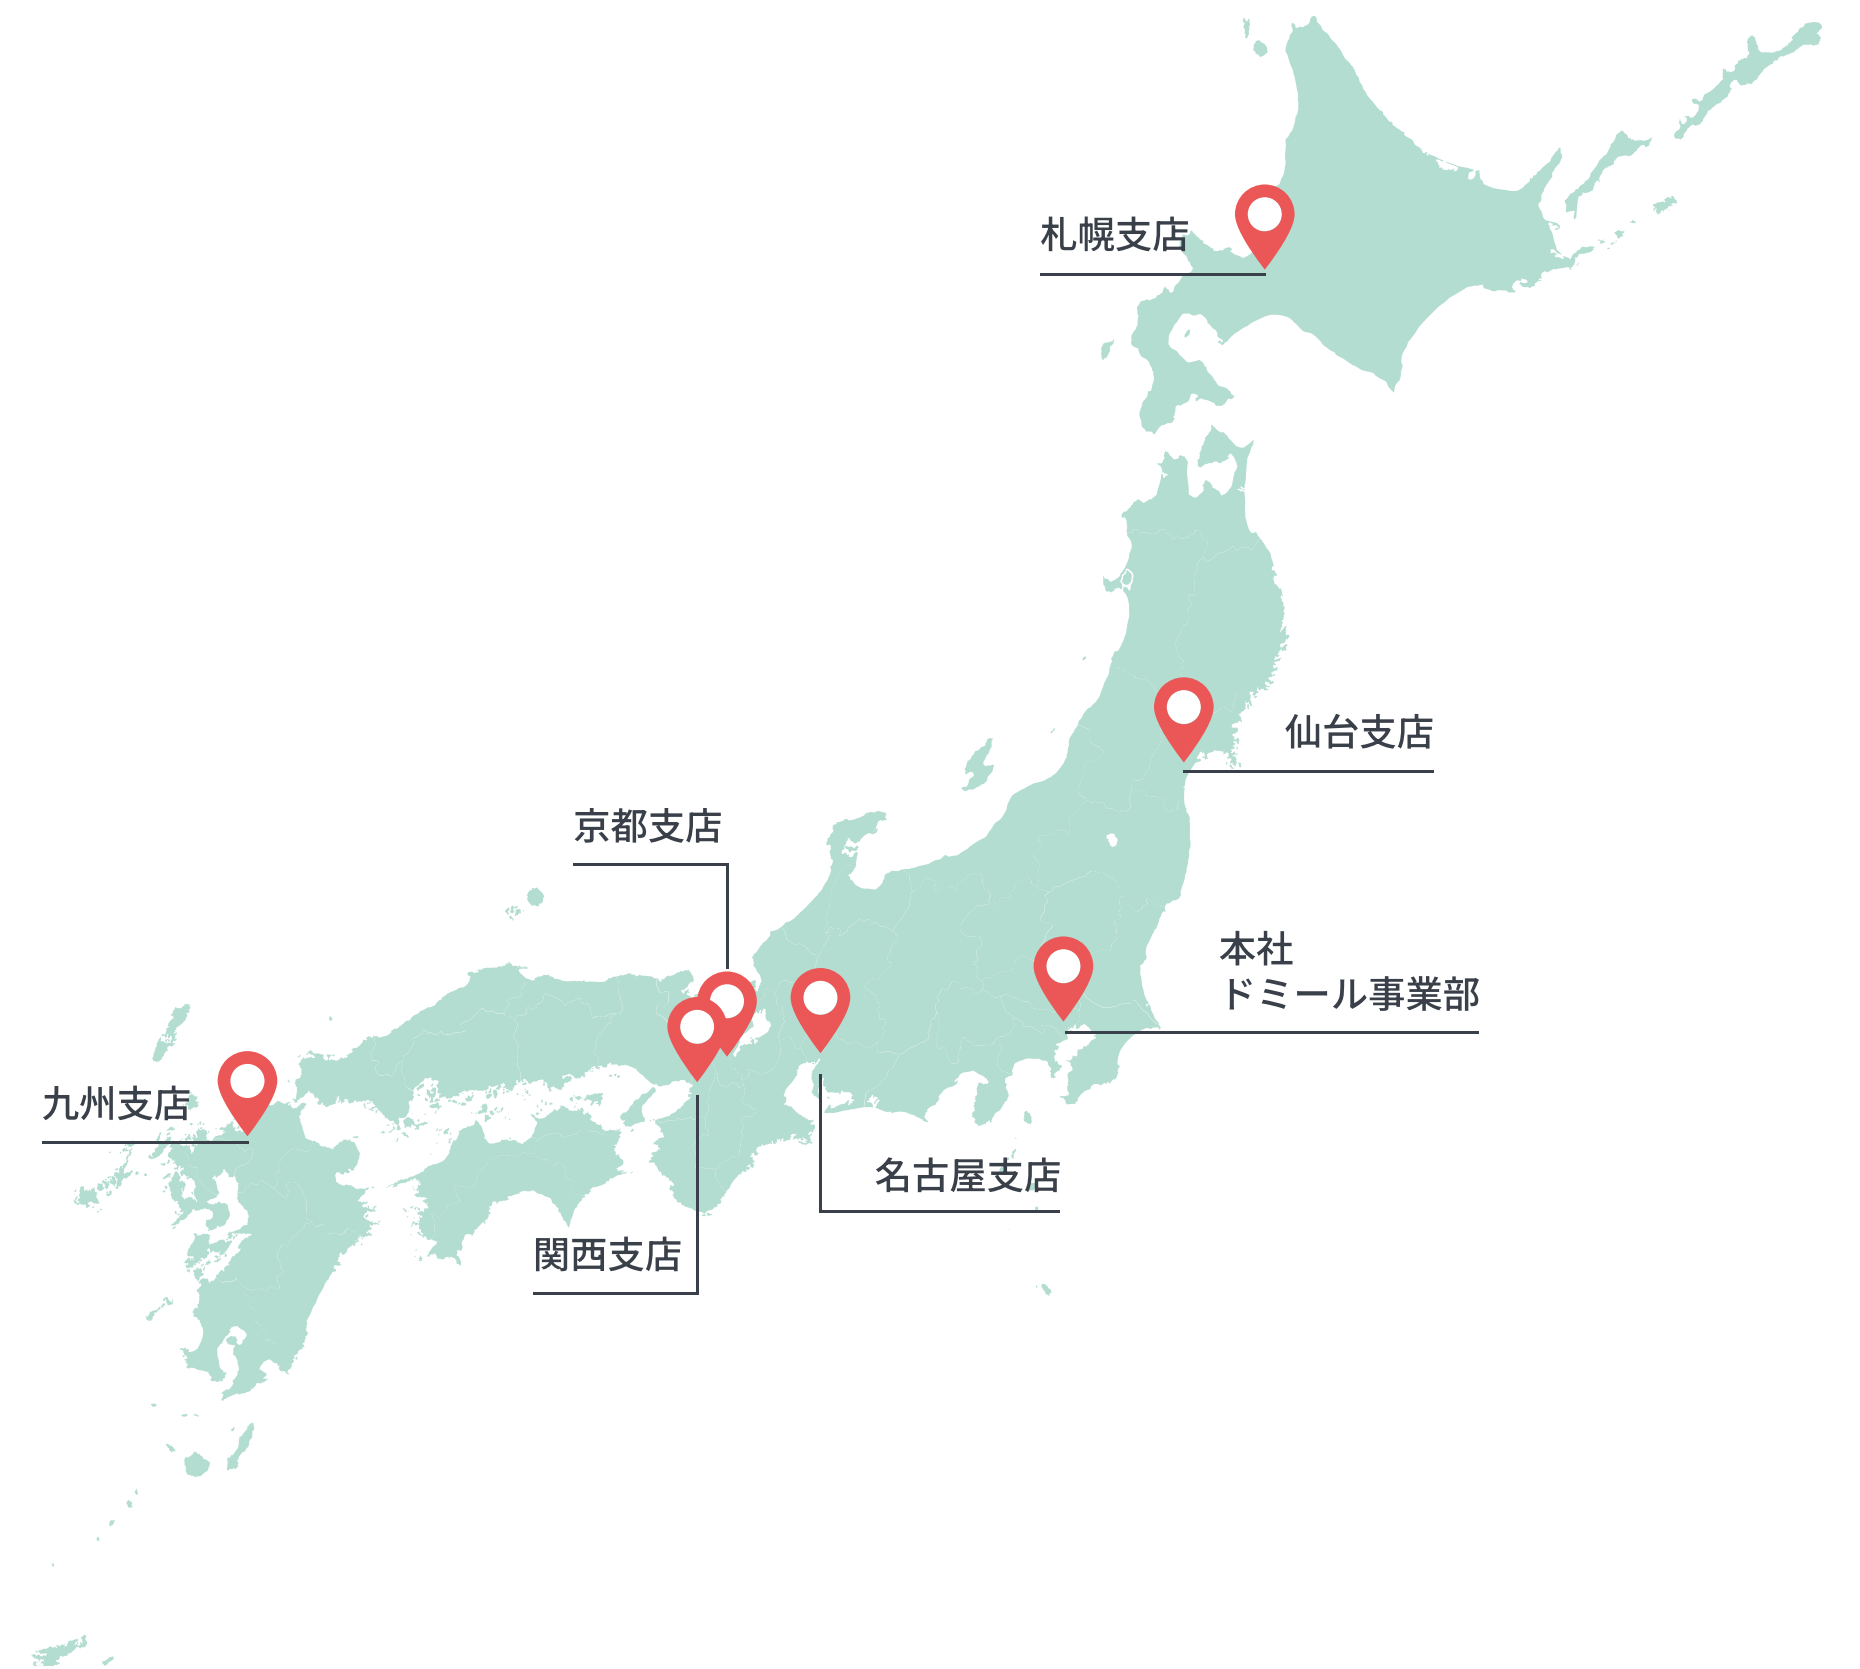 札幌支店
仙台支店
京都支店
本社
ドミール事業部
九州支店
名古屋支店
関西支店